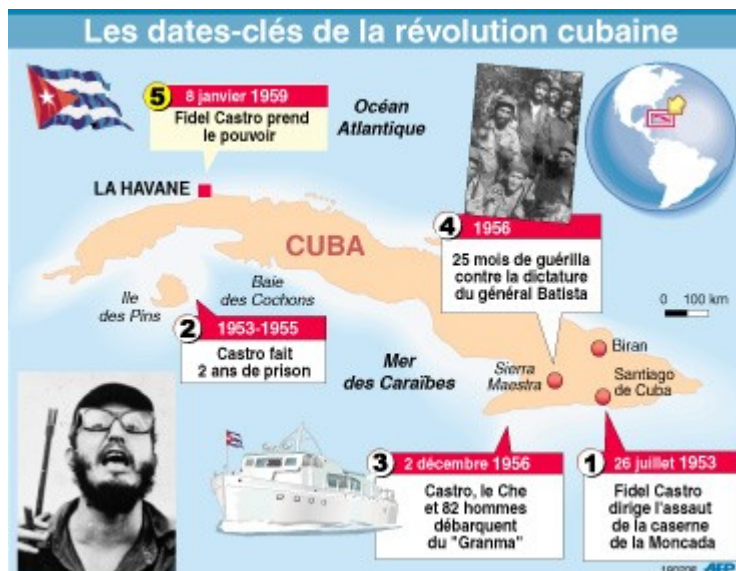 Les dates-clés de la révolution cubaine
5
8 janvier 1959
Fidel Castro prend
le pouvoir
Océan
Atlantique
LA HAVANE
CUBA
4
1956
25 mois de guérilla
contre la dictature
du général Batista
0 100 km
Ile
des Pins
Baie
des Cochons
2
1953-1955
Castro fait
2 ans de prison
Mer
des Caraïbes
Sierra
Maestra
Biran
Santiago
de Cuba
3
2 décembre 1956
Castro, le Che
et 82 hommes
débarquent
du "Granma"
1
26 juillet 1953
Fidel Castro
dirige l'assaut
de la caserne
de la Moncada
190208 AFP